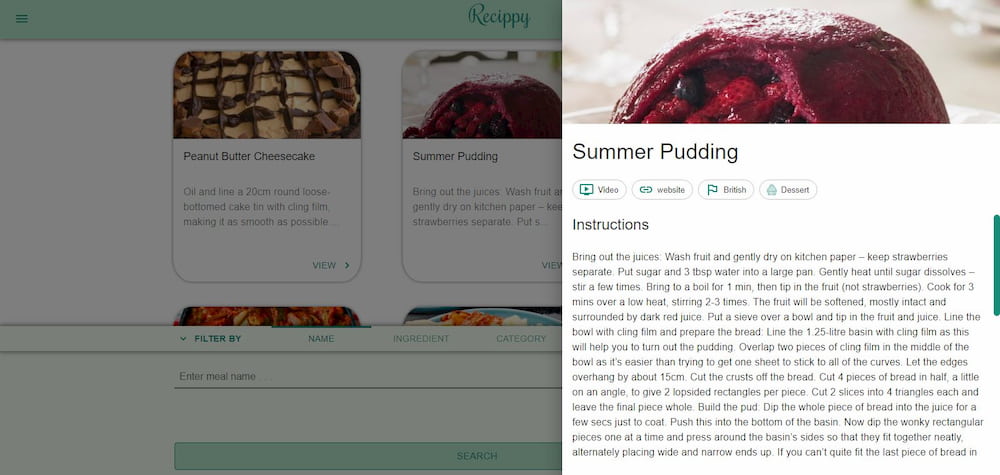 Recippy
Peanut Butter Cheesecake
Oil and line a 20cm round loose-
bottomed cake tin with cling film,
making it as smooth as possible....
VIEW
Summer Pudding
Bring out the juices: Wash fruit ar
gently dry on kitchen paper – kee
strawberries separate. Put s...
VIEW
FILTER BY
NAME
INGREDIENT
CATEGORY
Enter meal name . . .
SEARCH
Summer Pudding
Video
website
British
Dessert
Instructions
Bring out the juices: Wash fruit and gently dry on kitchen paper – keep strawberries
separate. Put sugar and 3 tbsp water into a large pan. Gently heat until sugar dissolves –
stir a few times. Bring to a boil for 1 min, then tip in the fruit (not strawberries). Cook for 3
mins over a low heat, stirring 2-3 times. The fruit will be softened, mostly intact and
surrounded by dark red juice. Put a sieve over a bowl and tip in the fruit and juice. Line the
bowl with cling film and prepare the bread: Line the 1.25-litre basin with cling film as this
will help you to turn out the pudding. Overlap two pieces of cling film in the middle of the
bowl as it's easier than trying to get one sheet to stick to all of the curves. Let the edges
overhang by about 15cm. Cut the crusts off the bread. Cut 4 pieces of bread in half, a little
on an angle, to give 2 lopsided rectangles per piece. Cut 2 slices into 4 triangles each and
leave the final piece whole. Build the pud: Dip the whole piece of bread into the juice for a
few secs just to coat. Push this into the bottom of the basin. Now dip the wonky rectangular
pieces one at a time and press around the basin's sides so that they fit together neatly,
alternately placing wide and narrow ends up. If you can't quite fit the last piece of bread in